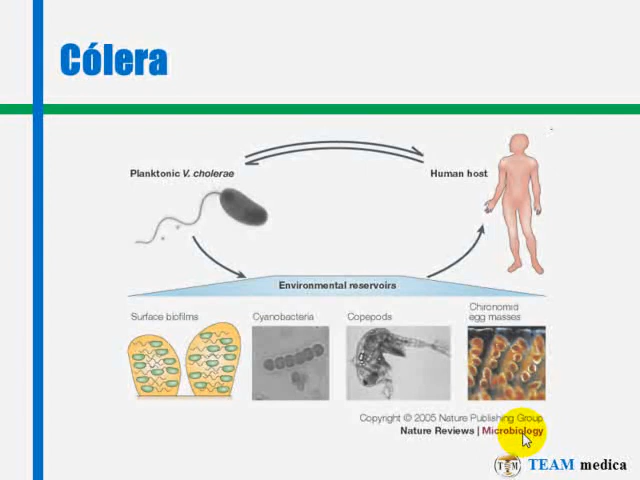 Cólera
Planktonic V. cholerae
Human host
Environmental reservoirs
Surface biofilms
Cyanobacteria
Copepods
Chironomid
egg masses
Copyright © 2005 Nature Publishing Group
Nature Reviews | Microbiology
TEAM medica